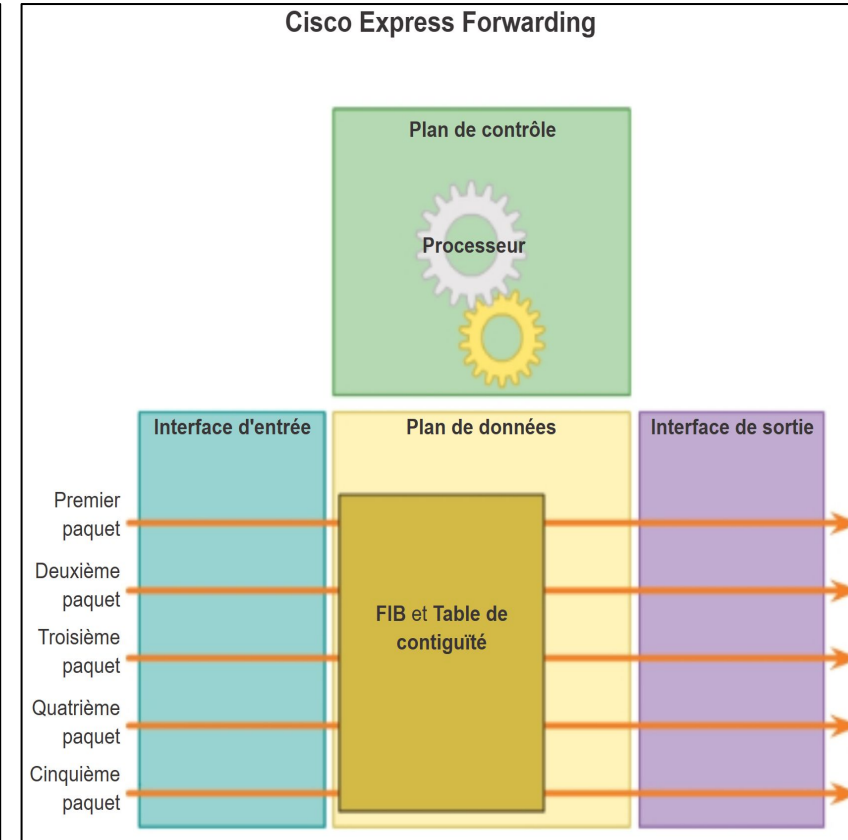 Cisco Express Forwarding
Plan de contrôle
Processeur
Interface d'entrée
Plan de données
Interface de sortie
Premier
paquet
Deuxième
paquet
Troisième
paquet
Quatrième
paquet
Cinquième
paquet
FIB et Table de
contiguïté